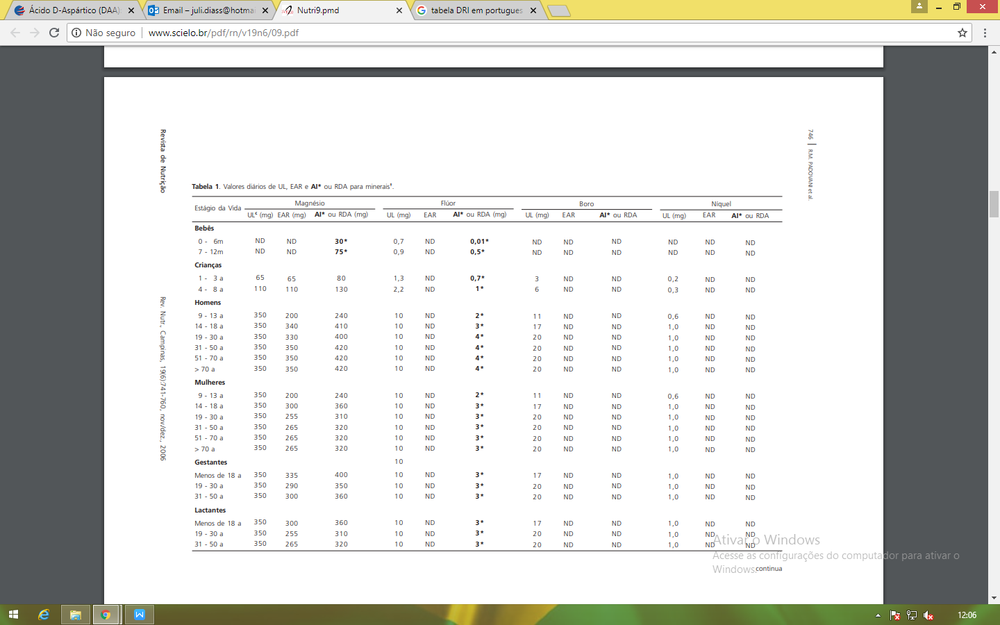 Ácido D-Aspártico (DAA)
Email – juli.diass@hotmai
Nutri9.pmd
tabela DRI em portugues
Não seguro
www.scielo.br/pdf/rn/v19n6/09.pdf
Revista de Nutrição
Rev. Nutr., Campinas, 19(6):741-760, nov/dez., 2006
746 | R.M. PADOVANI et al.
Tabela 1. Valores diários de UL, EAR e AI* ou RDA para minerais¹.
Estágio da Vida Magnésio Flúor Boro Níquel
UL€ (mg) EAR (mg) AI* ou RDA (mg) UL (mg) EAR AI* ou RDA (mg) UL (mg) EAR AI* ou RDA UL (mg) EAR AI* ou RDA
Bebês
0 - 6m ND ND 30* 0,7 ND 0,01* ND ND ND ND ND ND
7 - 12m ND ND 75* 0,9 ND 0,5* ND ND ND ND ND ND
Crianças
1 - 3 a 65 65 80 1,3 ND 0,7* 3 ND ND 0,2 ND ND
4 - 8 a 110 110 130 2,2 ND 1* 6 ND ND 0,3 ND ND
Homens
9 - 13 a 350 200 240 10 ND 2* 11 ND ND 0,6 ND ND
14 - 18 a 350 340 410 10 ND 3* 17 ND ND 1,0 ND ND
19 - 30 a 350 330 400 10 ND 4* 20 ND ND 1,0 ND ND
31 - 50 a 350 350 420 10 ND 4* 20 ND ND 1,0 ND ND
51 - 70 a 350 350 420 10 ND 4* 20 ND ND 1,0 ND ND
> 70 a 350 350 420 10 ND 4* 20 ND ND 1,0 ND ND
Mulheres
9 - 13 a 350 200 240 10 ND 2* 11 ND ND 0,6 ND ND
14 - 18 a 350 300 360 10 ND 3* 17 ND ND 1,0 ND ND
19 - 30 a 350 255 310 10 ND 3* 20 ND ND 1,0 ND ND
31 - 50 a 350 265 320 10 ND 3* 20 ND ND 1,0 ND ND
51 - 70 a 350 265 320 10 ND 3* 20 ND ND 1,0 ND ND
> 70 a 350 265 320 10 ND 3* 20 ND ND 1,0 ND ND
Gestantes 10
Menos de 18 a 350 335 400 10 ND 3* 17 ND ND 1,0 ND ND
19 - 30 a 350 290 350 10 ND 3* 20 ND ND 1,0 ND ND
31 - 50 a 350 300 360 10 ND 3* 20 ND ND 1,0 ND ND
Lactantes
Menos de 18 a 350 300 360 10 ND 3* 17 ND ND 1,0 ND ND
19 - 30 a 350 255 310 10 ND 3* 20 ND ND 1,0 ND ND
31 - 50 a 350 265 320 10 ND 3* 20 ND ND 1,0 ND ND
Ativar o Windows
Acesse as configurações do computador para ativar o
Windows.
continua
12:06